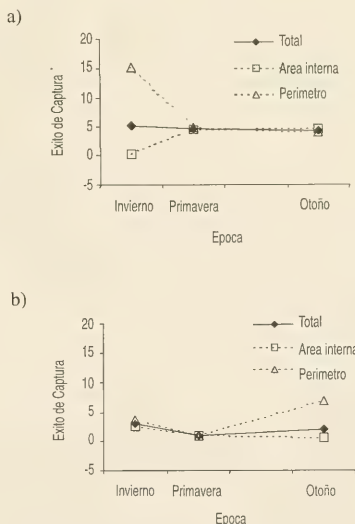 a)
20
15
10
5
0
-5
Exito de Captura
Total
Area interna
Perimetro
Invierno Primavera Otoño
Epoca
b)
20
15
10
5
0
-5
Exito de Captura
Total
Area interna
Perimetro
Invierno Primavera Otoño
Epoca